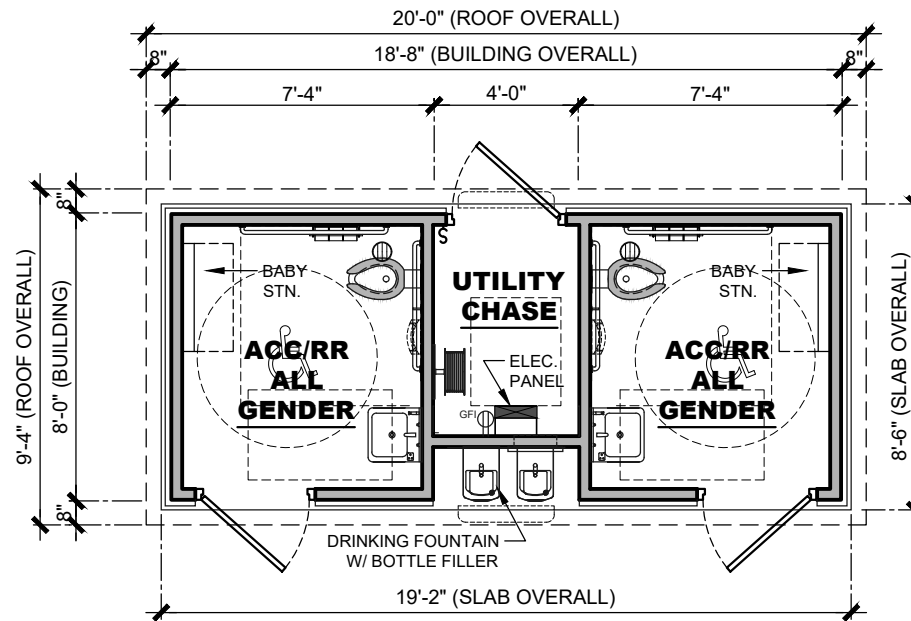 20'-0" (ROOF OVERALL)
8"
18'-8" (BUILDING OVERALL)
8"
7'-4"
4'-0"
7'-4"
9'-4" (ROOF OVERALL)
8"
8'-0" (BUILDING)
8"
8'-6" (SLAB OVERALL)
S
BABY
STN.
UTILITY
CHASE
BABY
STN.
ACC/RR
ALL
GENDER
ELEC.
PANEL
GFI
ACC/RR
ALL
GENDER
DRINKING FOUNTAIN
W/ BOTTLE FILLER
19'-2" (SLAB OVERALL)